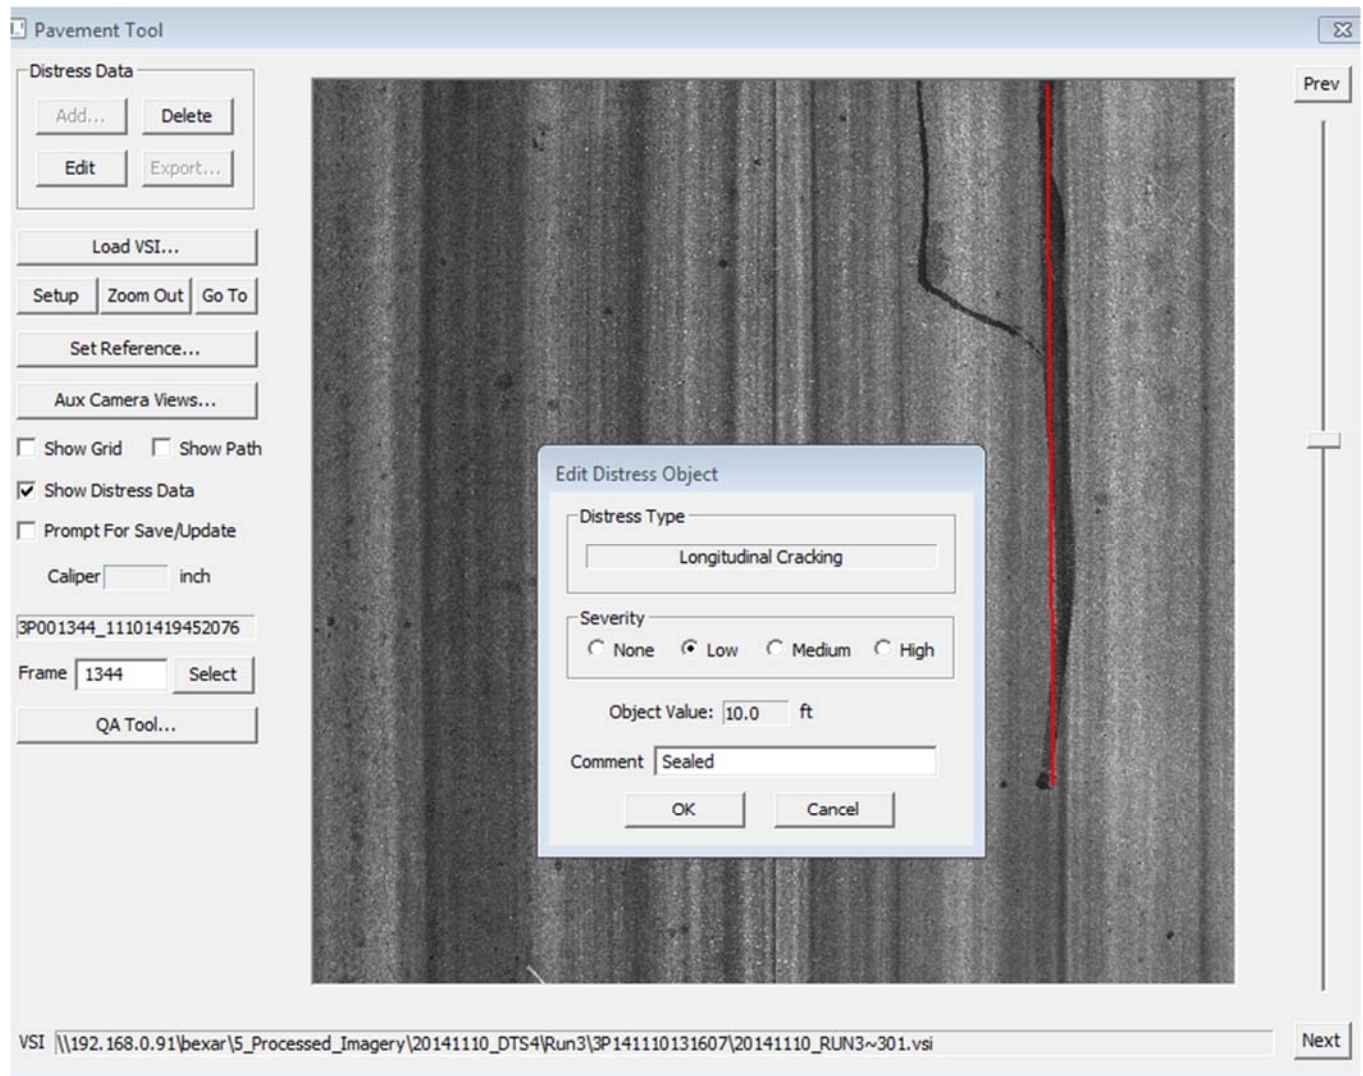 Pavement Tool
Distress Data
Add... Delete
Edit Export...
Load VSI...
Setup Zoom Out Go To
Set Reference...
Aux Camera Views...
Show Grid Show Path
Show Distress Data
Prompt For Save/Update
Caliper inch
3P001344_11101419452076
Frame 1344 Select
QA Tool...
Edit Distress Object
Distress Type
Longitudinal Cracking
Severity
None Low Medium High
Object Value: 10.0 ft
Comment Sealed
OK Cancel
Prev
VSI \\192.168.0.91\bexar\5_Processed_Imagery\20141110_DTS4\Run3\3P141110131607\20141110_RUN3~301.vsi
Next